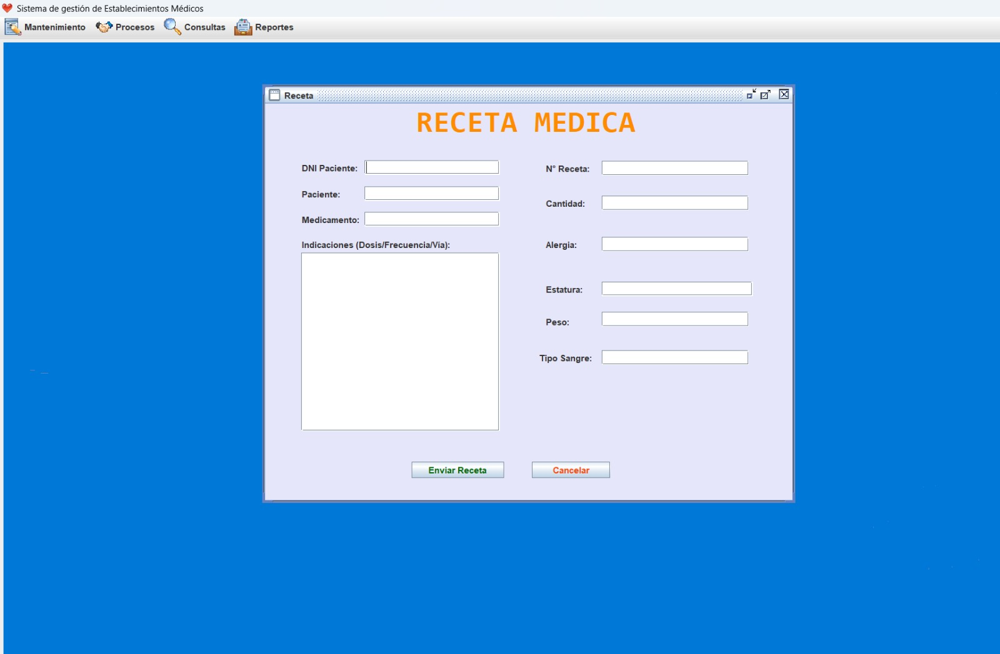 Sistema de gestión de Establecimientos Médicos
Mantenimiento Procesos Consultas Reportes
Receta
RECETA MEDICA
DNI Paciente:
Paciente:
Medicamento:
Indicaciones (Dosis/Frecuencia/Via):
N° Receta:
Cantidad:
Alergia:
Estatura:
Peso:
Tipo Sangre:
Enviar Receta Cancelar